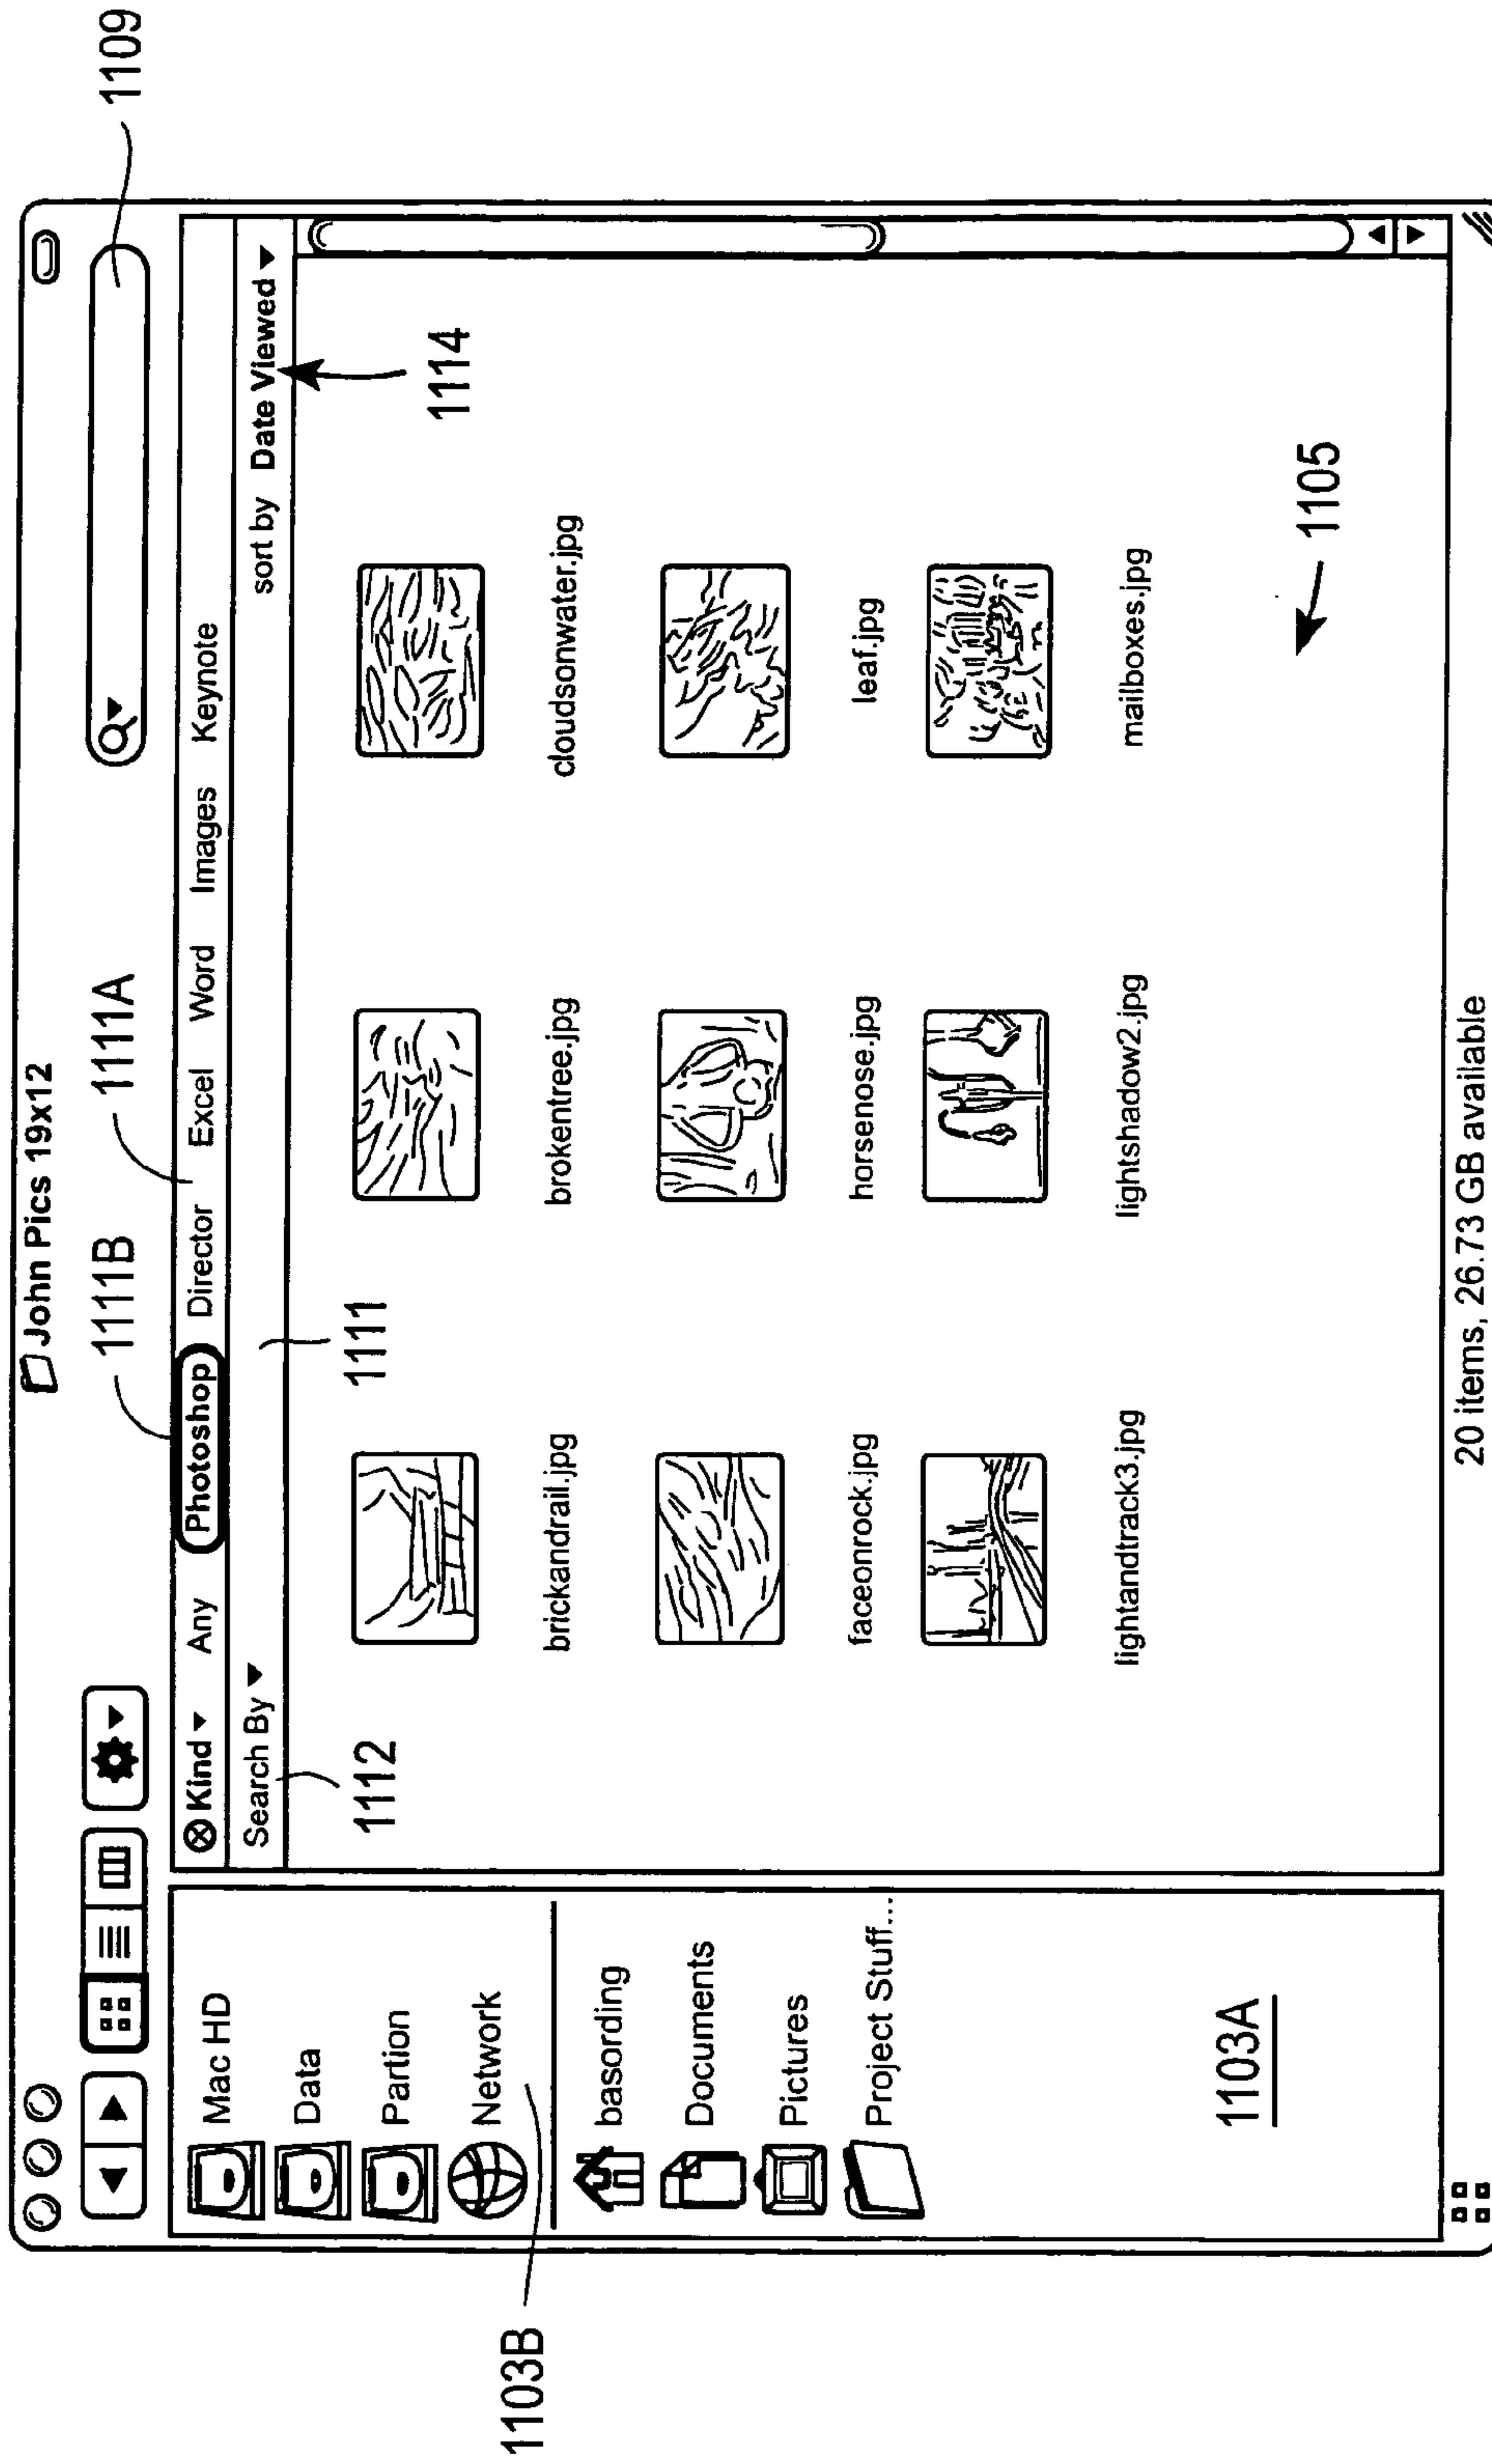 John Pics 19x12
1109
1111B
1111A
Kind Any Photoshop Director Excel Word Images Keynote
Search By
sort by Date Viewed
1112
1111
1114
Mac HD
Data
Partion
Network
1103B
basording
Documents
Pictures
Project Stuff...
1103A
brickandrail.jpg
brokentree.jpg
cloudsonwater.jpg
faceonrock.jpg
horsenose.jpg
leaf.jpg
lightandtrack3.jpg
lightshadow2.jpg
mailboxes.jpg
1105
20 items, 26.73 GB available